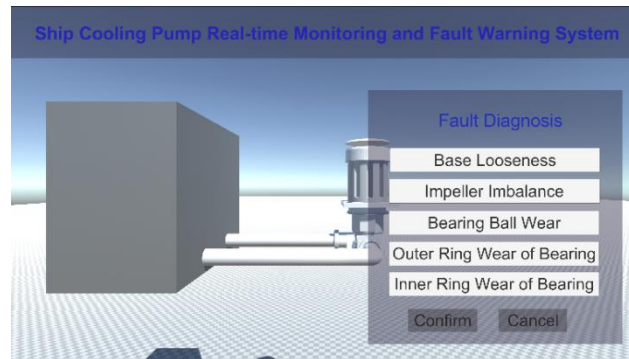 Ship Cooling Pump Real-time Monitoring and Fault Warning System
Fault Diagnosis
Base Looseness
Impeller Imbalance
Bearing Ball Wear
Outer Ring Wear of Bearing
Inner Ring Wear of Bearing
Confirm Cancel